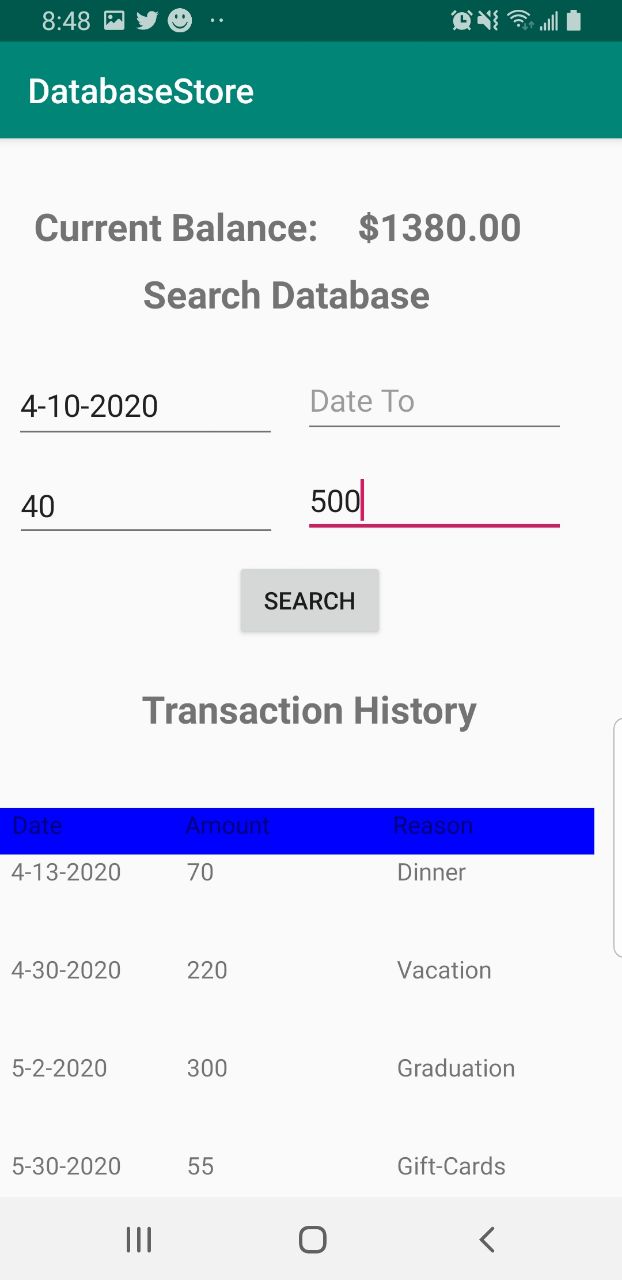 8:48
DatabaseStore
Current Balance: $1380.00
Search Database
4-10-2020 Date To
40 500
SEARCH
Transaction History
Date Amount Reason
4-13-2020 70 Dinner
4-30-2020 220 Vacation
5-2-2020 300 Graduation
5-30-2020 55 Gift-Cards